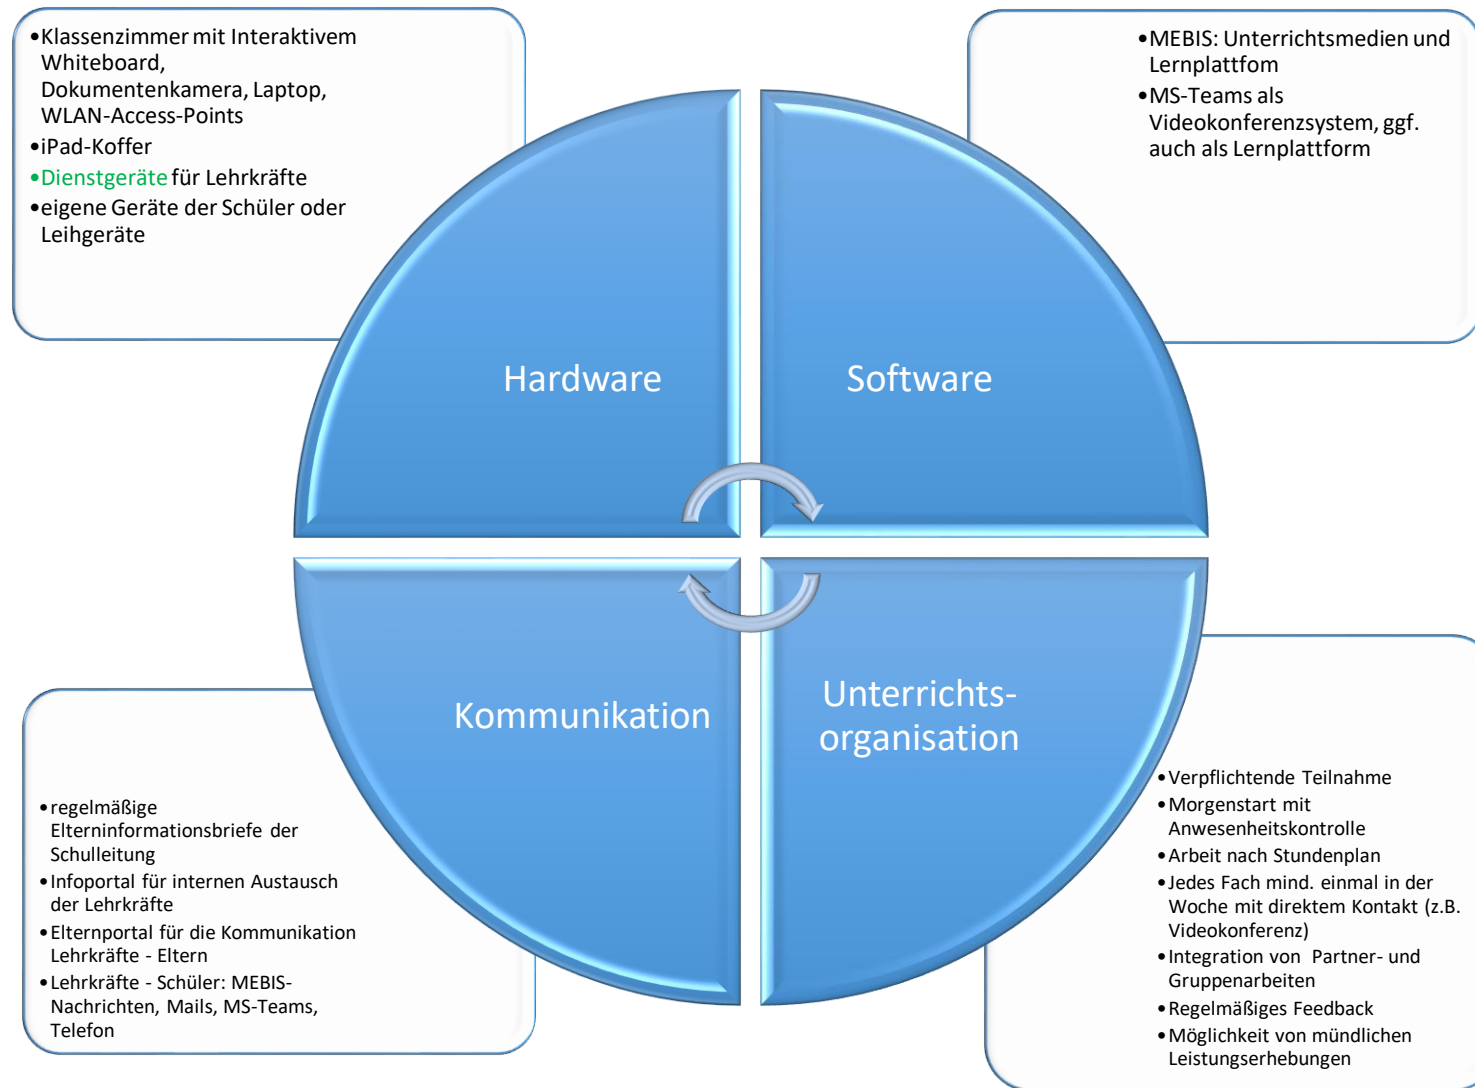 •Klassenzimmer mit Interaktivem
Whiteboard,
Dokumentenkamera, Laptop,
WLAN-Access-Points
•iPad-Koffer
•Dienstgeräte für Lehrkräfte
•eigene Geräte der Schüler oder
Leihgeräte
•MEBIS: Unterrichtsmedien und
Lernplattfom
•MS-Teams als
Videokonferenzsystem, ggf.
auch als Lernplattform
Hardware
Software
Kommunikation
Unterrichts-
organisation
•regelmäßige
Elterninformationsbriefe der
Schulleitung
•Infoportal für internen Austausch
der Lehrkräfte
•Elternportal für die Kommunikation
Lehrkräfte - Eltern
•Lehrkräfte - Schüler: MEBIS-
Nachrichten, Mails, MS-Teams,
Telefon
•Verpflichtende Teilnahme
•Morgenstart mit
Anwesenheitskontrolle
•Arbeit nach Stundenplan
•Jedes Fach mind. einmal in der
Woche mit direktem Kontakt (z.B.
Videokonferenz)
•Integration von Partner- und
Gruppenarbeiten
•Regelmäßiges Feedback
•Möglichkeit von mündlichen
Leistungserhebungen